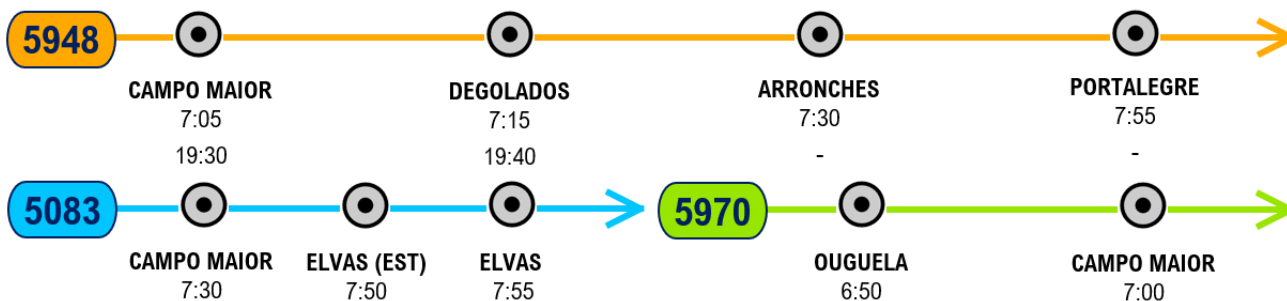 5948
CAMPO MAIOR DEGOLADOS ARRONCHES PORTALEGRE
7:05 7:15 7:30 7:55
19:30 19:40 - -
5083 5970
CAMPO MAIOR ELVAS (EST) ELVAS OUGUELA CAMPO MAIOR
7:30 7:50 7:55 6:50 7:00